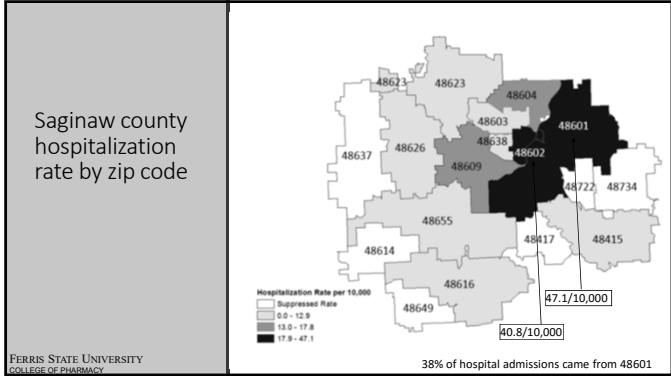 Saginaw county
hospitalization
rate by zip code
FERRIS STATE UNIVERSITY
COLLEGE OF PHARMACY
48623
48623
48604
48603
48601
48638
48602
48637
48626
48609
48722
48734
48655
48614
48417
48415
48616
48649
Hospitalization Rate per 10,000
Suppressed Rate
0.0 - 12.9
13.0 - 17.8
17.9 - 47.1
47.1/10,000
40.8/10,000
38% of hospital admissions came from 48601